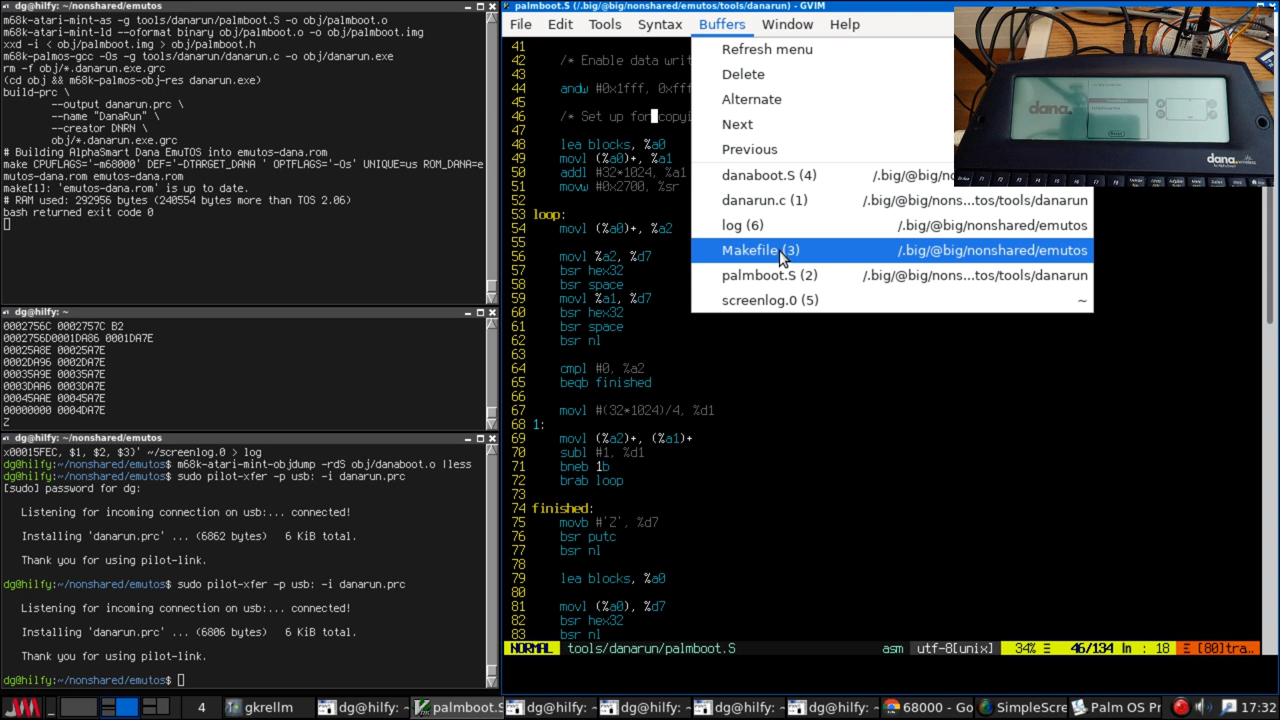 dg@hilfy: ~/nonshared/emutos
m68k-atari-mint-as -g tools/danarun/palmboot.S -o obj/palmboot.o
m68k-atari-mint-ld --oformat binary obj/palmboot.o -o obj/palmboot.img
xxd -i < obj/palmboot.img > obj/palmboot.h
m68k-palmos-gcc -Os -g tools/danarun/danarun.c -o obj/danarun.exe
rm -f obj/*.danarun.exe.grc
(cd obj && m68k-palmos-obj-res danarun.exe)
build-prc \
--output danarun.prc \
--name "DanaRun" \
--creator DNRN \
obj/*.danarun.exe.grc
# Building AlphaSmart Dana EmuTOS into emutos-dana.rom
make CPUFLAGS='-m68000' DEF='-DTARGET_DANA ' OPTFLAGS='-Os' UNIQUE=us ROM_DANA=e
mutos-dana.rom emutos-dana.rom
make[1]: 'emutos-dana.rom' is up to date.
# RAM used: 292956 bytes (240554 bytes more than TOS 2.06)
bash returned exit code 0
dg@hilfy: ~
0002756C 0002757C B2
0002756D0001DA86 0001DA7E
00025A8E 00025A7E
0002DA96 0002DA7E
00035A9E 00035A7E
0003DAA6 0003DA7E
00045AAE 00045A7E
00000000 0004DA7E
Z
dg@hilfy: ~/nonshared/emutos
x00015FEC, $1, $2, $3)' ~/screenlog.0 > log
dg@hilfy:~/nonshared/emutos$ m68k-atari-mint-objdump -rdS obj/danaboot.o |less
dg@hilfy:~/nonshared/emutos$ sudo pilot-xfer -p usb: -i danarun.prc
[sudo] password for dg:
Listening for incoming connection on usb:... connected!
Installing 'danarun.prc' ... (6862 bytes)   6 KiB total.
Thank you for using pilot-link.
dg@hilfy:~/nonshared/emutos$ sudo pilot-xfer -p usb: -i danarun.prc
Listening for incoming connection on usb:... connected!
Installing 'danarun.prc' ... (6806 bytes)   6 KiB total.
Thank you for using pilot-link.
dg@hilfy:~/nonshared/emutos$
palmboot.S (/.big/@big/nonshared/emutos/tools/danarun) - GVIM
File Edit Tools Syntax Buffers Window Help
Refresh menu
Delete
Alternate
Next
Previous
danaboot.S (4)
danarun.c (1) /.big/@big/nons...tos/tools/danarun
log (6) /.big/@big/nonshared/emutos
Makefile (3) /.big/@big/nonshared/emutos
palmboot.S (2) /.big/@big/nons...tos/tools/danarun
screenlog.0 (5) ~
41
42 /* Enable data writ
43
44 andw #0x1fff, 0xfff
45
46 /* Set up for copyi
47
48 lea blocks, %a0
49 movl (%a0)+, %a1
50 addl #32*1024, %a1
51 movw #0x2700, %sr
52
53 loop:
54 movl (%a0)+, %a2
55
56 movl %a2, %d7
57 bsr hex32
58 bsr space
59 movl %a1, %d7
60 bsr hex32
61 bsr space
62 bsr nl
63
64 cmpl #0, %a2
65 beqb finished
66
67 movl #(32*1024)/4, %d1
68 1:
69 movl (%a2)+, (%a1)+
70 subl #1, %d1
71 bneb 1b
72 brab loop
73
74 finished:
75 movb #'Z', %d7
76 bsr putc
77 bsr nl
78
79 lea blocks, %a0
80
81 movl (%a0), %d7
82 bsr hex32
83 bsr nl
NORMAL tools/danarun/palmboot.S asm utf-8[unix] 34% 46/134 ln : 18 [80]tra..
dana.
dana.
4 gkrellm dg@hilfy: ~ palmboot.S dg@hilfy: ~ dg@hilfy: ~ dg@hilfy: ~ dg@hilfy: ~ 68000 - Go SimpleScre Palm OS Pr 17:32